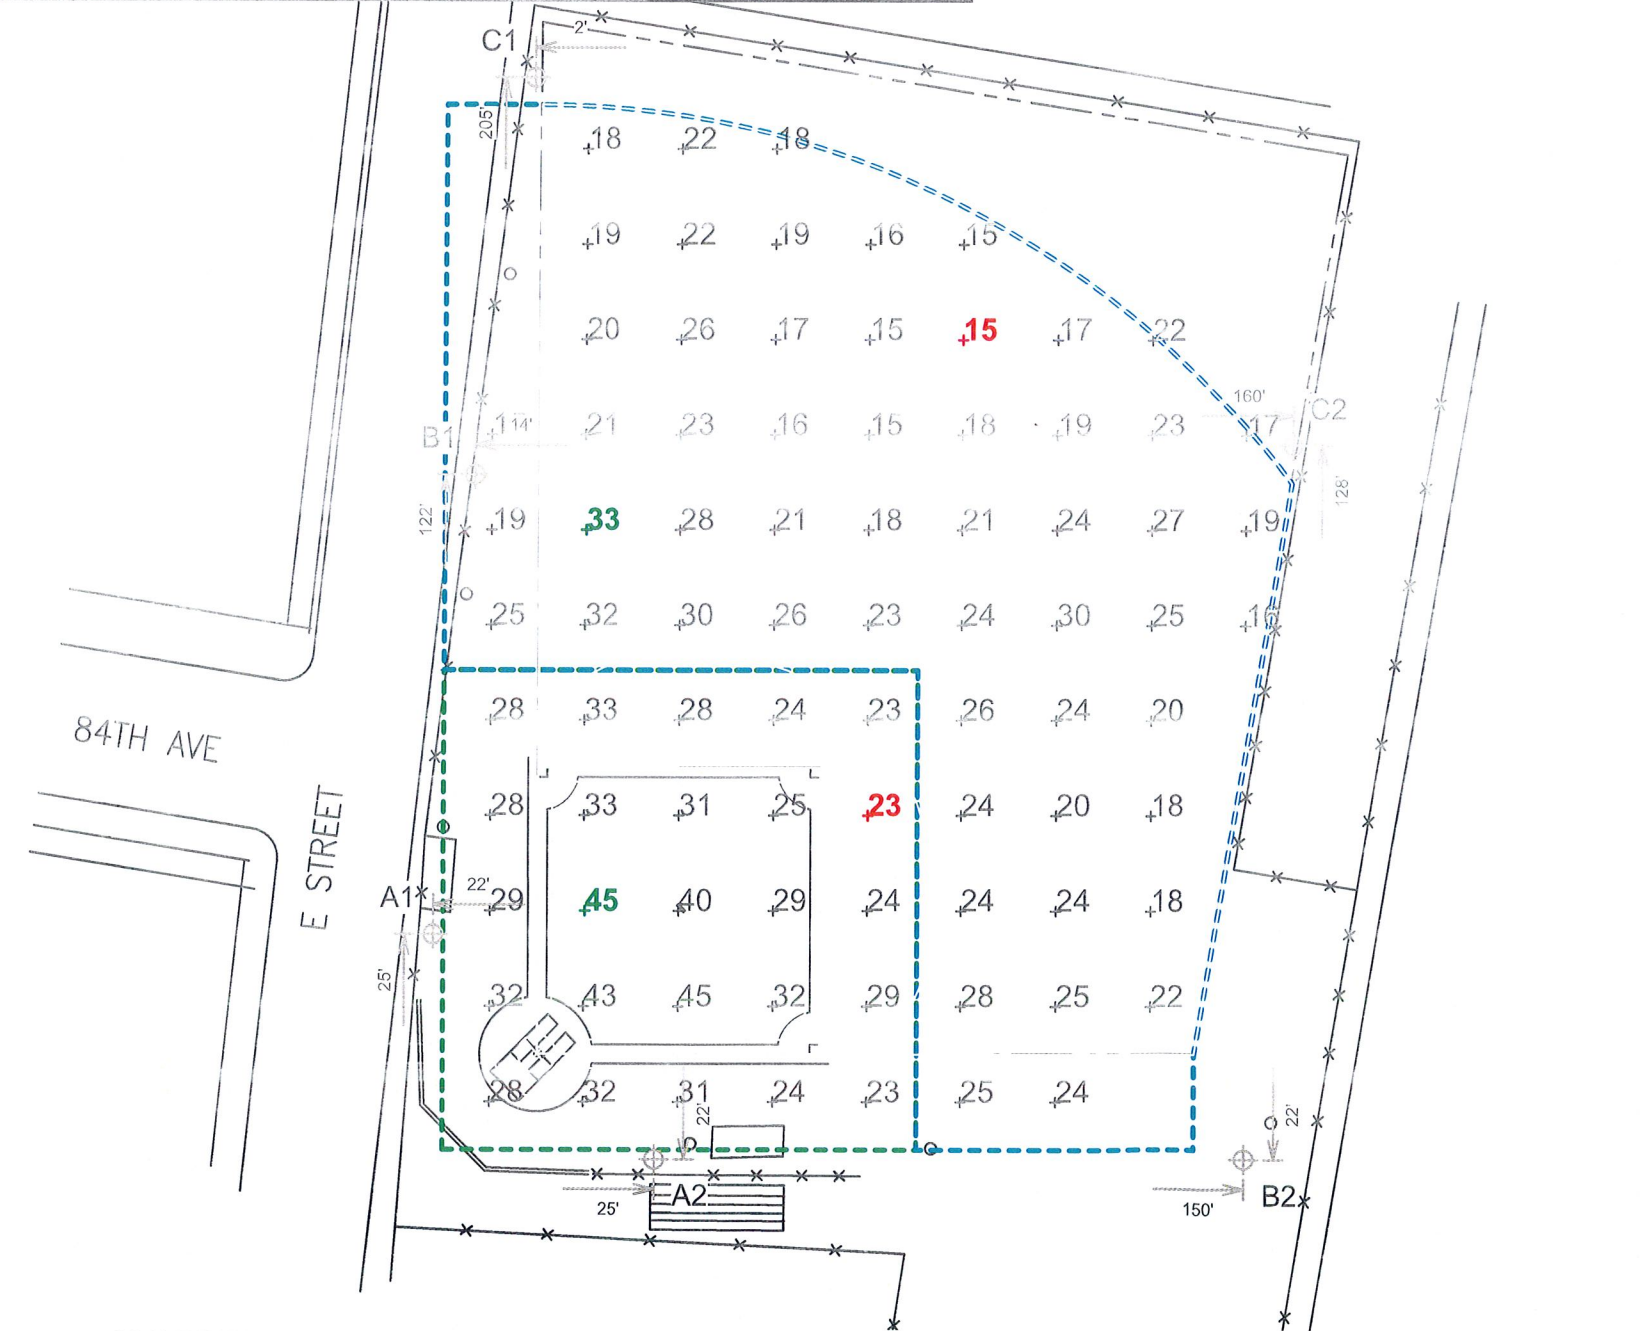 C1 2'
205'
18 22 18
19 22 19 16 15
20 26 17 15 15 17 22
160' C2
B1 14' 21 23 16 15 18 19 23 17
122' 128'
19 33 28 21 18 21 24 27 19
25 32 30 26 23 24 30 25
28 33 28 24 23 26 24 20
84TH AVE
E STREET
28 33 31 25 23 24 20 18
A1 22' 29 45 40 29 24 24 24 18
25'
32 43 45 32 29 28 25 22
28 32 31 24 23 25 24
22' 22'
A2 B2
25' 150'